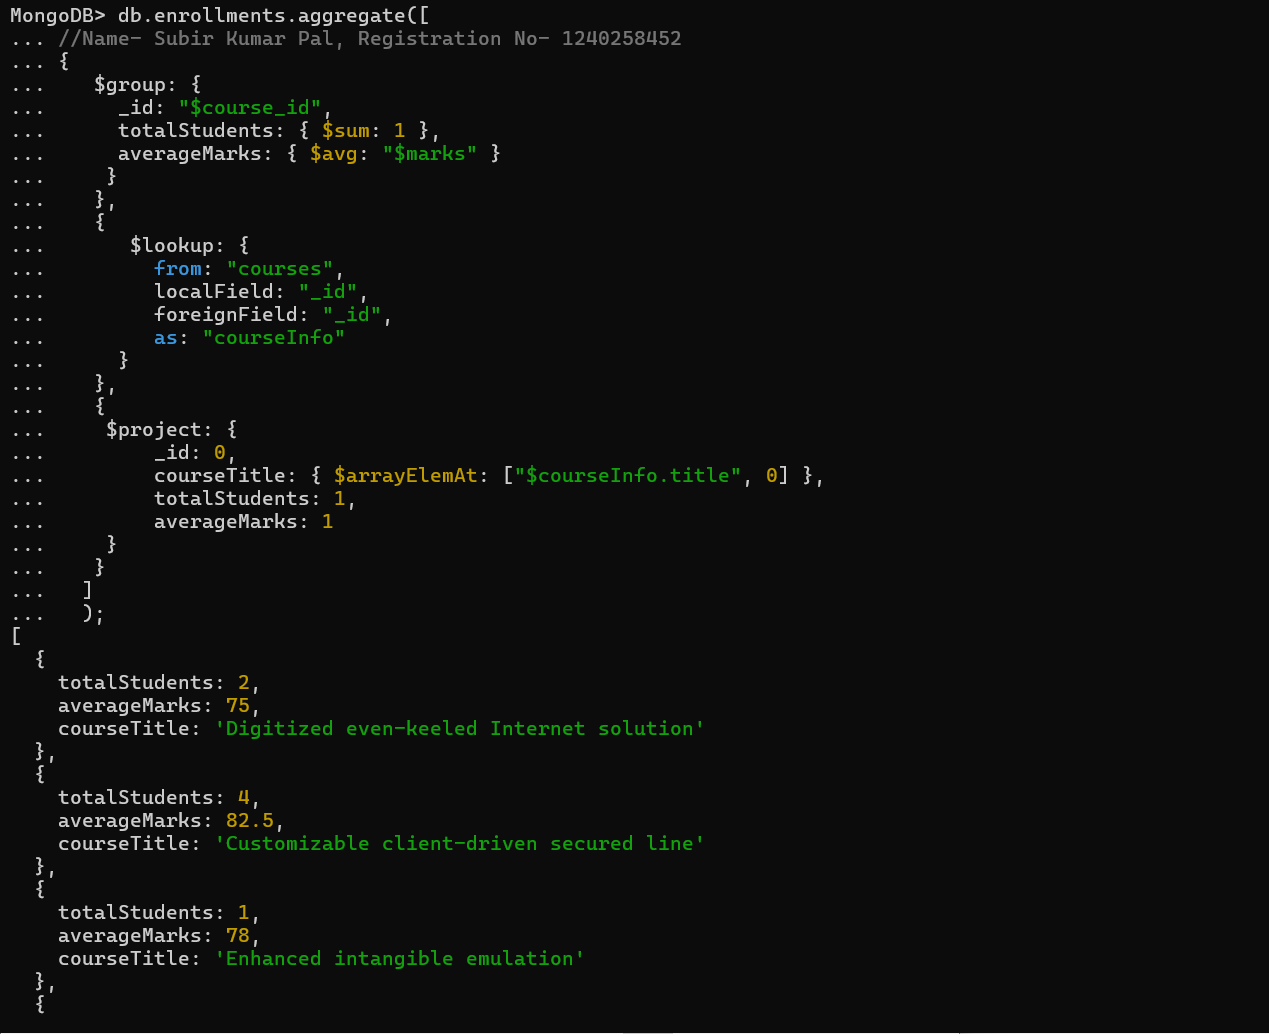 MongoDB> db.enrollments.aggregate([
... //Name- Subir Kumar Pal, Registration No- 1240258452
... {
...    $group: {
...      _id: "$course_id",
...      totalStudents: { $sum: 1 },
...      averageMarks: { $avg: "$marks" }
...     }
...    },
...    {
...       $lookup: {
...         from: "courses",
...         localField: "_id",
...         foreignField: "_id",
...         as: "courseInfo"
...      }
...    },
...    {
...     $project: {
...         _id: 0,
...         courseTitle: { $arrayElemAt: ["$courseInfo.title", 0] },
...         totalStudents: 1,
...         averageMarks: 1
...     }
...    }
...   ]
...   );
[
  {
    totalStudents: 2,
    averageMarks: 75,
    courseTitle: 'Digitized even-keeled Internet solution'
  },
  {
    totalStudents: 4,
    averageMarks: 82.5,
    courseTitle: 'Customizable client-driven secured line'
  },
  {
    totalStudents: 1,
    averageMarks: 78,
    courseTitle: 'Enhanced intangible emulation'
  },
  {